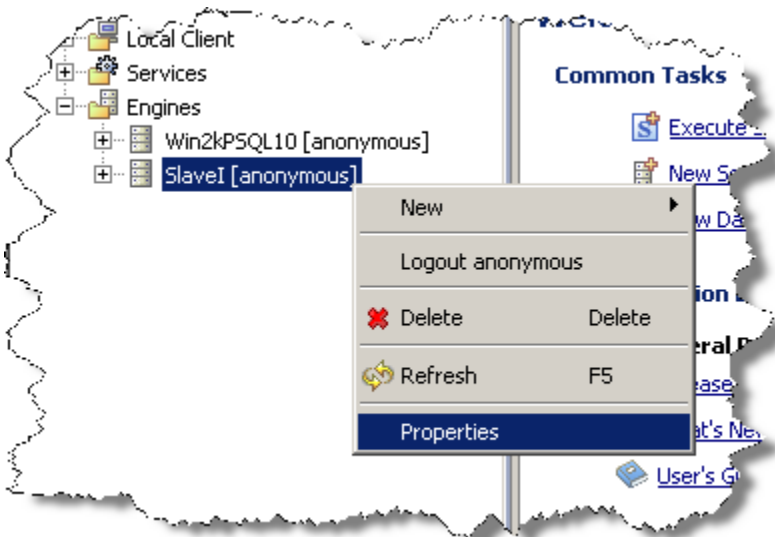 Local Client
Services
Common Tasks
Engines
Win2kPSQL10 [anonymous]
Execute
SlaveI [anonymous]
New
New
Logout anonymous
Delete Delete
Refresh F5
Properties
User's